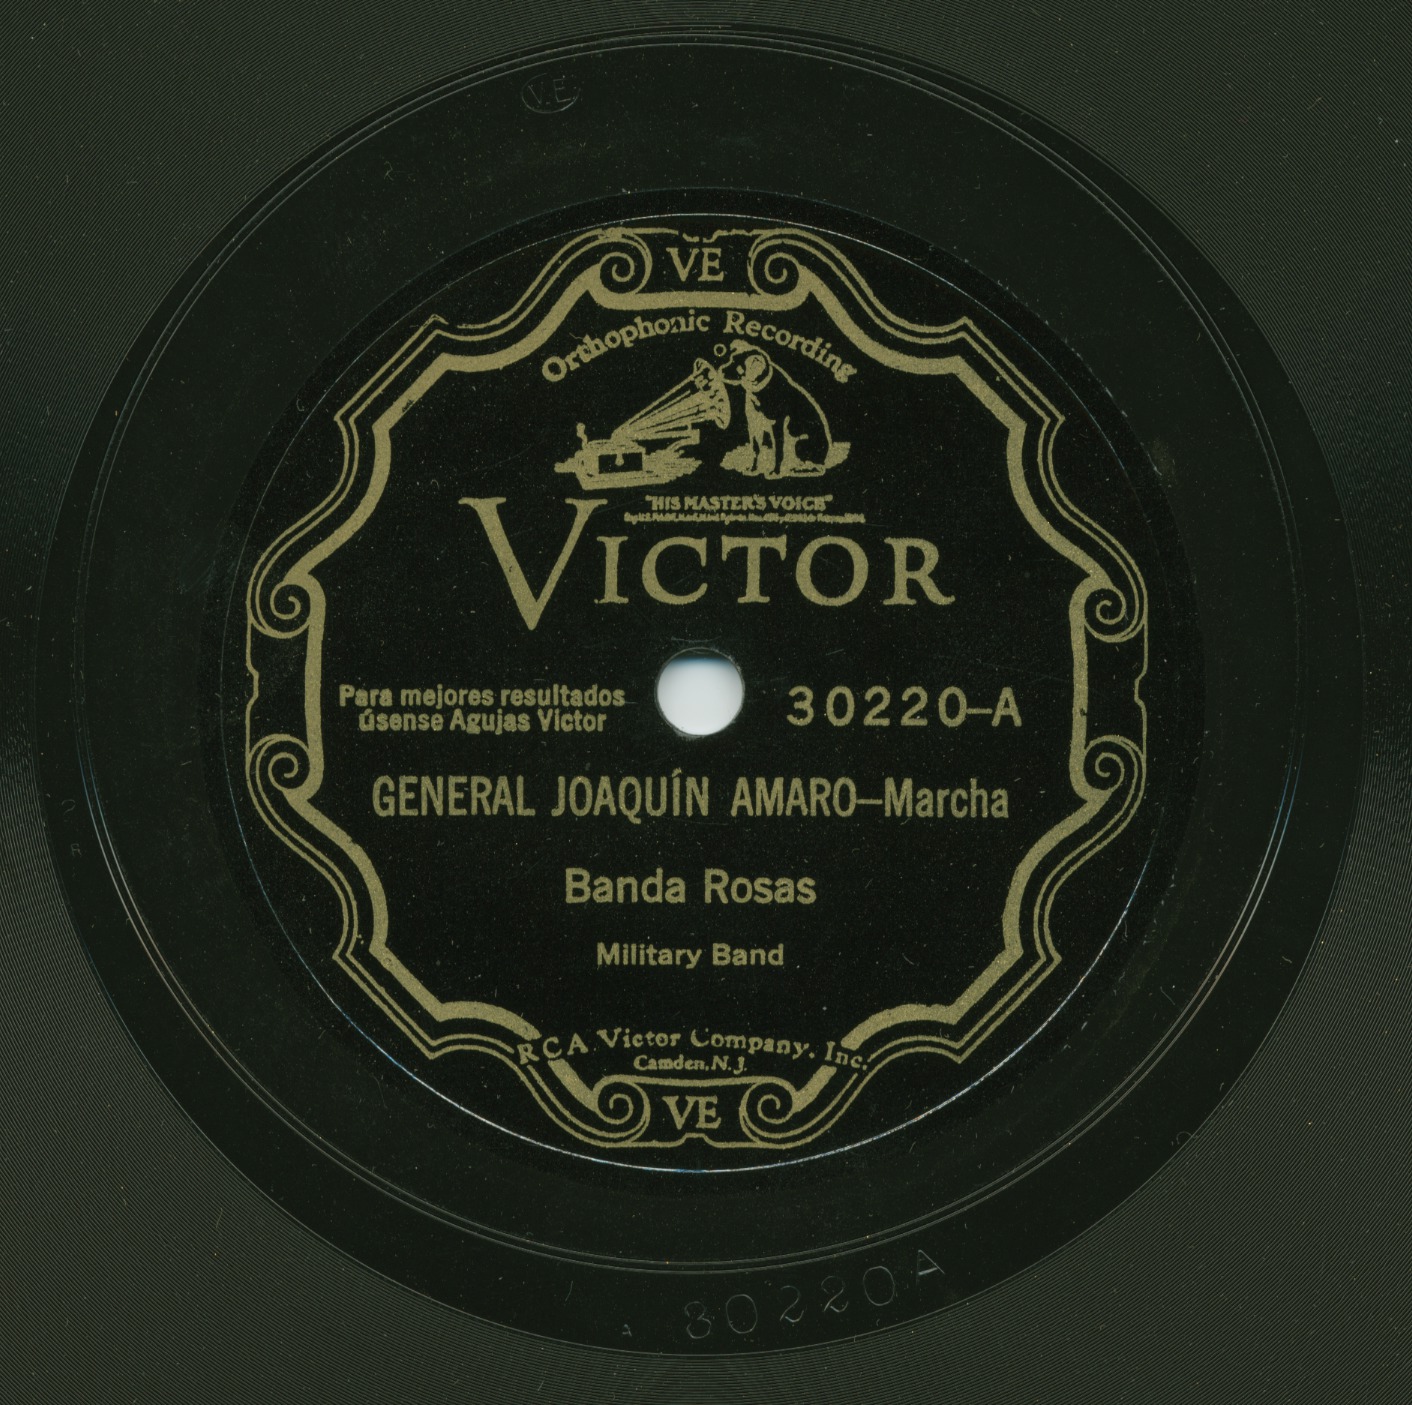 V.E
VE
Orthophonic Recording
"HIS MASTER'S VOICE"
VICTOR
Para mejores resultados
úsense Agujas Victor
30220-A
GENERAL JOAQUÍN AMARO—Marcha
Banda Rosas
Military Band
RCA Victor Company, Inc.
Camden, N. J.
VE
30220A
A